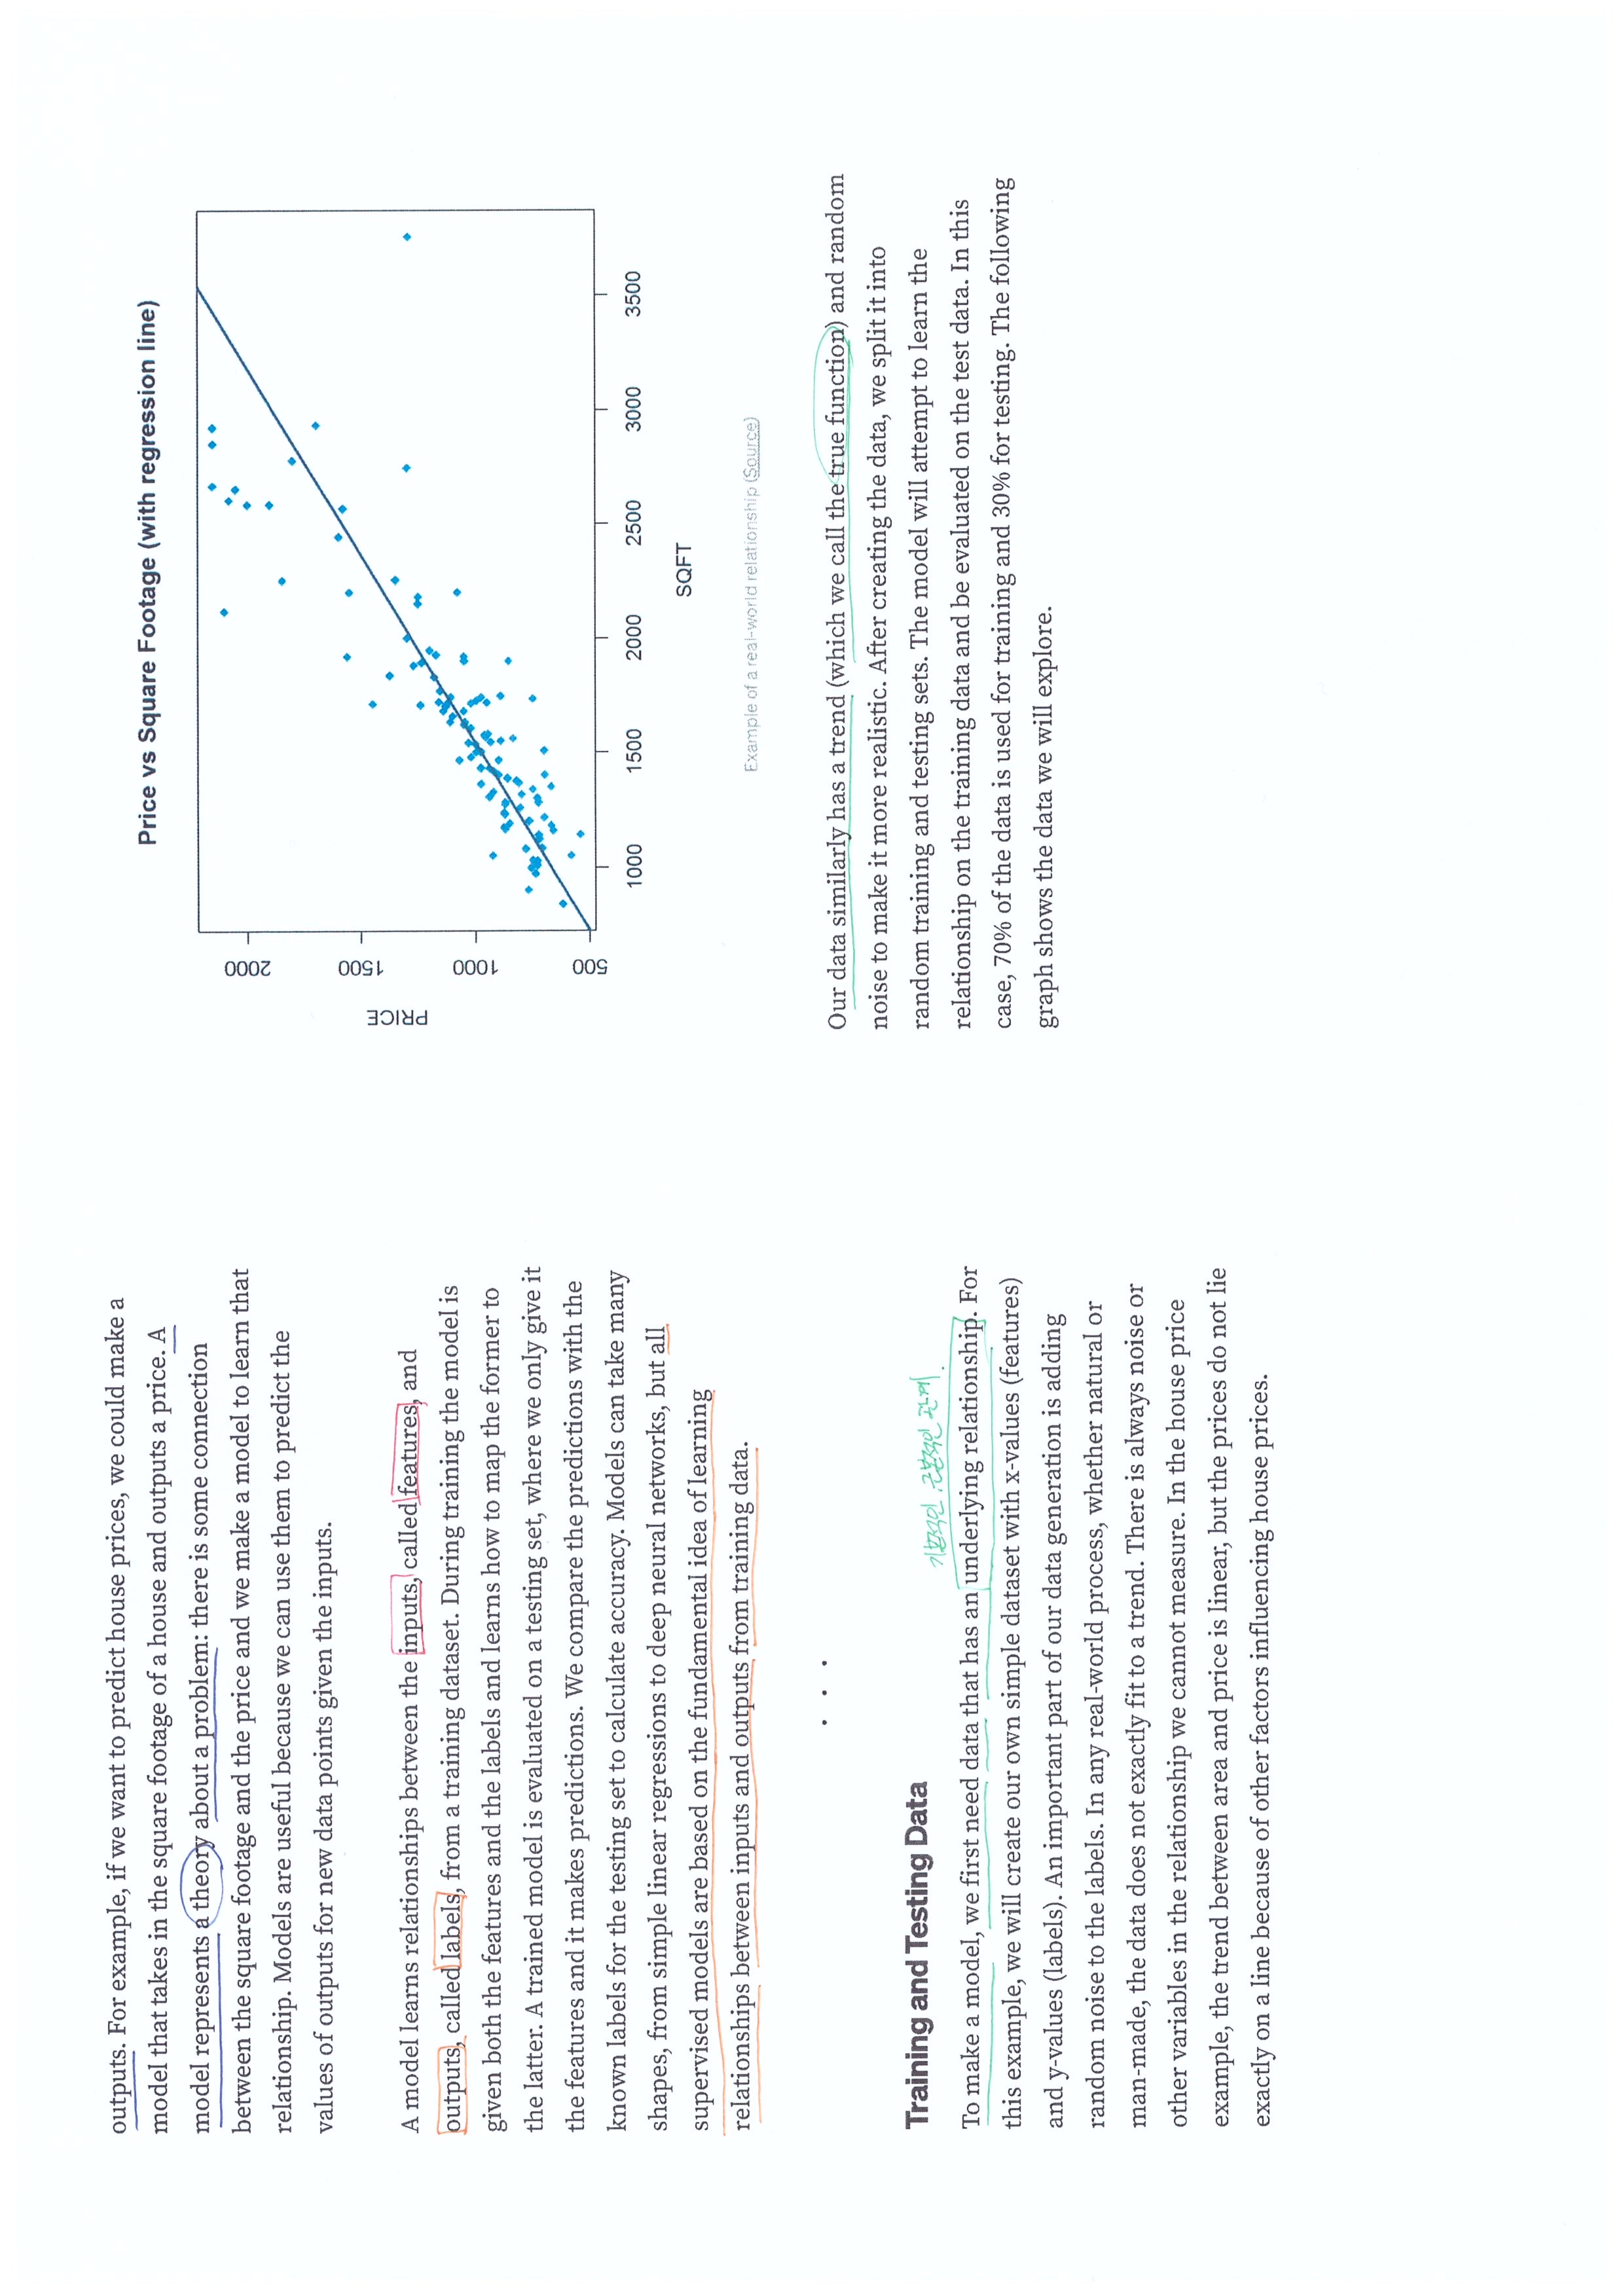 outputs. For example, if we want to predict house prices, we could make a
model that takes in the square footage of a house and outputs a price. A
model represents a theory about a problem: there is some connection
between the square footage and the price and we make a model to learn that
relationship. Models are useful because we can use them to predict the
values of outputs for new data points given the inputs.
A model learns relationships between the inputs, called features, and
outputs, called labels, from a training dataset. During training the model is
given both the features and the labels and learns how to map the former to
the latter. A trained model is evaluated on a testing set, where we only give it
the features and it makes predictions. We compare the predictions with the
known labels for the testing set to calculate accuracy. Models can take many
shapes, from simple linear regressions to deep neural networks, but all
supervised models are based on the fundamental idea of learning
relationships between inputs and outputs from training data.
. . .
Training and Testing Data
기본적인, 근본적인 관계.
To make a model, we first need data that has an underlying relationship. For
this example, we will create our own simple dataset with x-values (features)
and y-values (labels). An important part of our data generation is adding
random noise to the labels. In any real-world process, whether natural or
man-made, the data does not exactly fit to a trend. There is always noise or
other variables in the relationship we cannot measure. In the house price
example, the trend between area and price is linear, but the prices do not lie
exactly on a line because of other factors influencing house prices.
Price vs Square Footage (with regression line)
PRICE
2000
1500
1000
500
1000 1500 2000 2500 3000 3500
SQFT
Example of a real-world relationship (Source)
Our data similarly has a trend (which we call the true function) and random
noise to make it more realistic. After creating the data, we split it into
random training and testing sets. The model will attempt to learn the
relationship on the training data and be evaluated on the test data. In this
case, 70% of the data is used for training and 30% for testing. The following
graph shows the data we will explore.